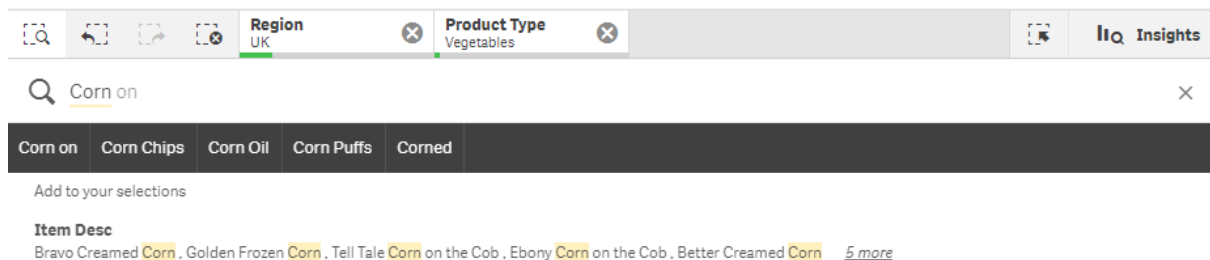 Region
UK
Product Type
Vegetables
Insights
Corn on
Corn on Corn Chips Corn Oil Corn Puffs Corned
Add to your selections
Item Desc
Bravo Creamed Corn , Golden Frozen Corn , Tell Tale Corn on the Cob , Ebony Corn on the Cob , Better Creamed Corn 5 more